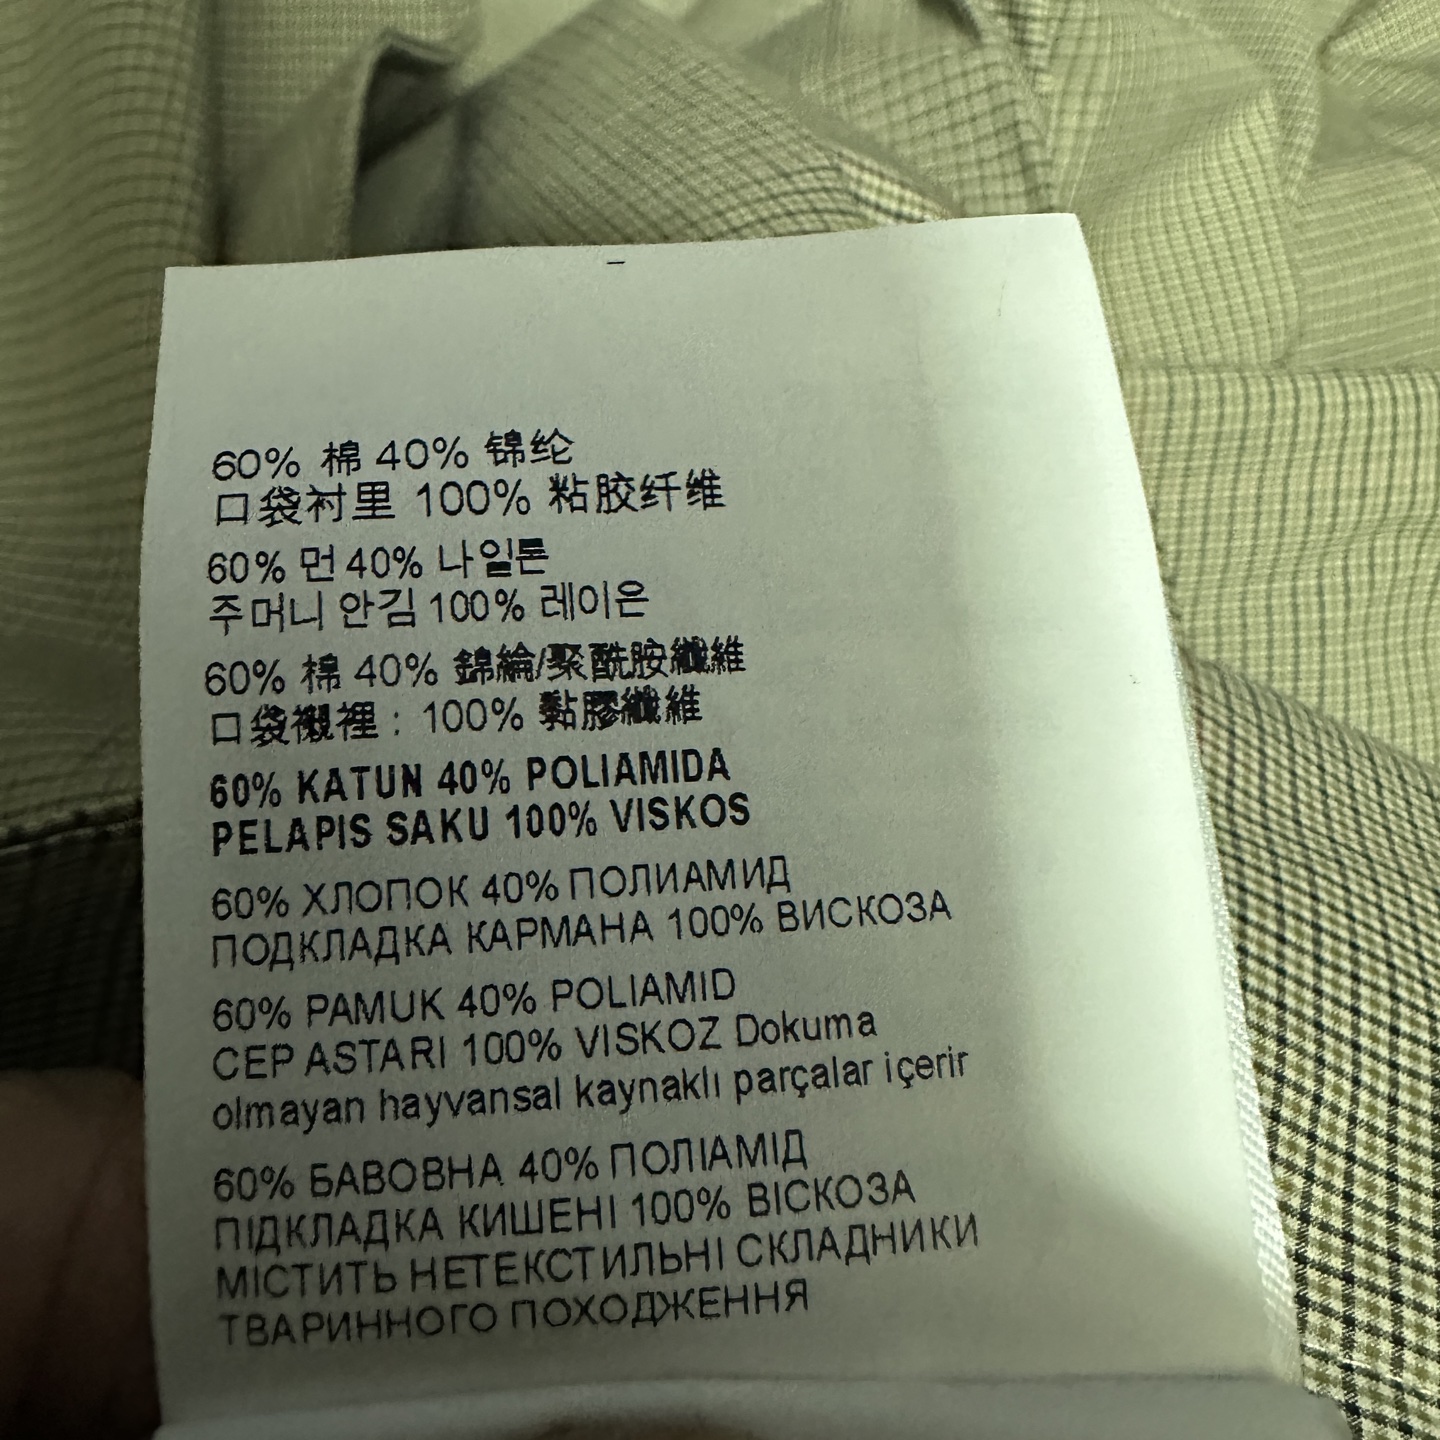 60% 棉 40% 锦纶
口袋衬里 100% 粘胶纤维
60% 면 40% 나일론
주머니 안김 100% 레이온
60% 棉 40% 錦綸/聚酰胺纖維
口袋襯裡 : 100% 黏膠纖維
60% KATUN 40% POLIAMIDA
PELAPIS SAKU 100% VISKOS
60% ХЛОПОК 40% ПОЛИАМИД
ПОДКЛАДКА КАРМАНА 100% ВИСКОЗА
60% PAMUK 40% POLIAMID
CEP ASTARI 100% VISKOZ Dokuma
olmayan hayvansal kaynaklı parçalar içerir
60% БАВОВНА 40% ПОЛІАМІД
ПІДКЛАДКА КИШЕНІ 100% ВІСКОЗА
МІСТИТЬ НЕТЕКСТИЛЬНІ СКЛАДНИКИ
ТВАРИННОГО ПОХОДЖЕННЯ